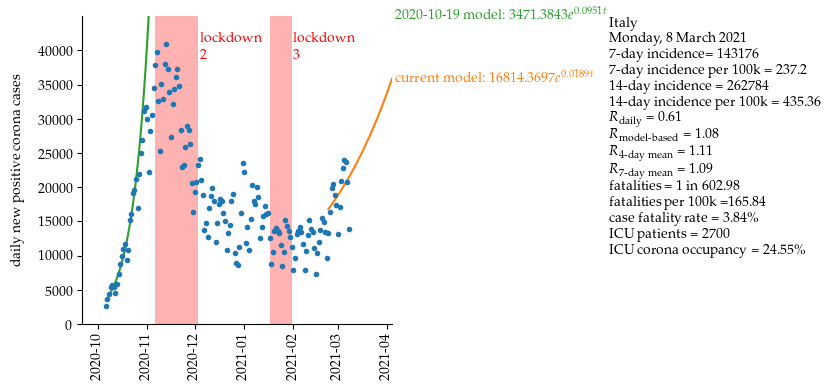 2020-10-19 model: 3471.3843e^0.0951t
lockdown
2
lockdown
3
current model: 16814.3697e^0.0189t
Italy
Monday, 8 March 2021
7-day incidence= 143176
7-day incidence per 100k = 237.2
14-day incidence = 262784
14-day incidence per 100k = 435.36
R_daily = 0.61
R_model-based = 1.08
R_4-day mean = 1.11
R_7-day mean = 1.09
fatalities = 1 in 602.98
fatalities per 100k =165.84
case fatality rate = 3.84%
ICU patients = 2700
ICU corona occupancy = 24.55%
daily new positive corona cases
40000
35000
30000
25000
20000
15000
10000
5000
0
2020-10
2020-11
2020-12
2021-01
2021-02
2021-03
2021-04